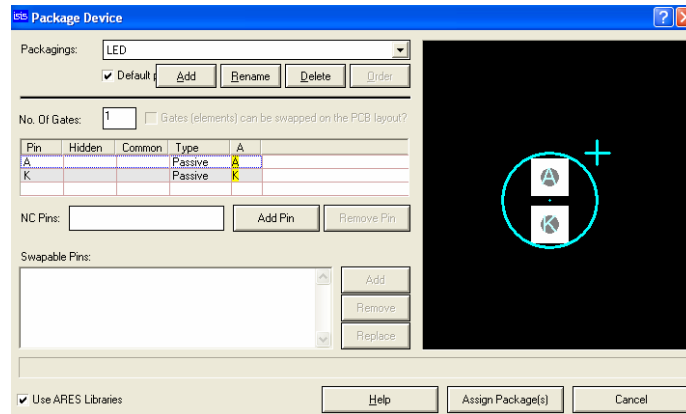 isis Package Device
Packagings: LED
Default p Add Rename Delete Order
No. Of Gates: 1 Gates (elements) can be swapped on the PCB layout?
Pin Hidden Common Type A
A Passive A
K Passive K
NC Pins: Add Pin Remove Pin
Swapable Pins:
Add
Remove
Replace
A
K
Use ARES Libraries Help Assign Package(s) Cancel